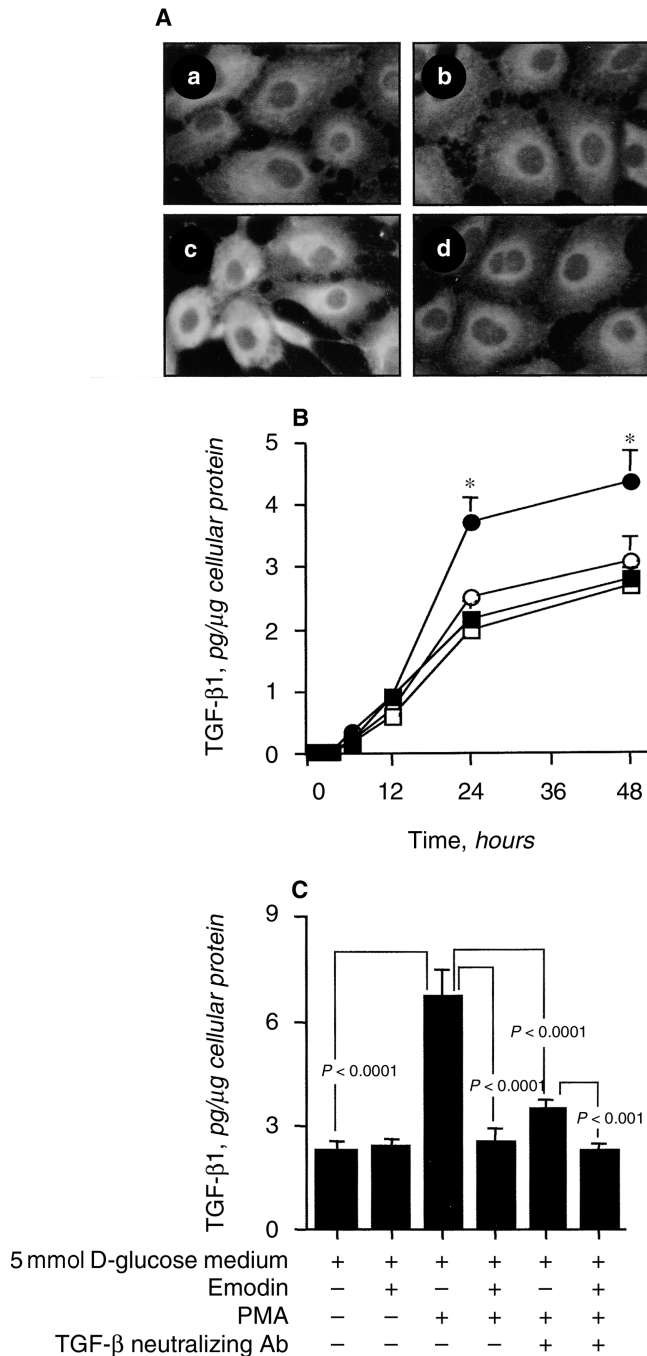 A
a
b
c
d
B
TGF-β1, pg/μg cellular protein
5
4
3
2
1
0
*
*
0 12 24 36 48
Time, hours
C
TGF-β1, pg/μg cellular protein
9
6
3
0
P < 0.0001
P < 0.0001
P < 0.0001
P < 0.001
5 mmol D-glucose medium + + + + + +
Emodin − + − + − +
PMA − − + + + +
TGF-β neutralizing Ab − − − − + +